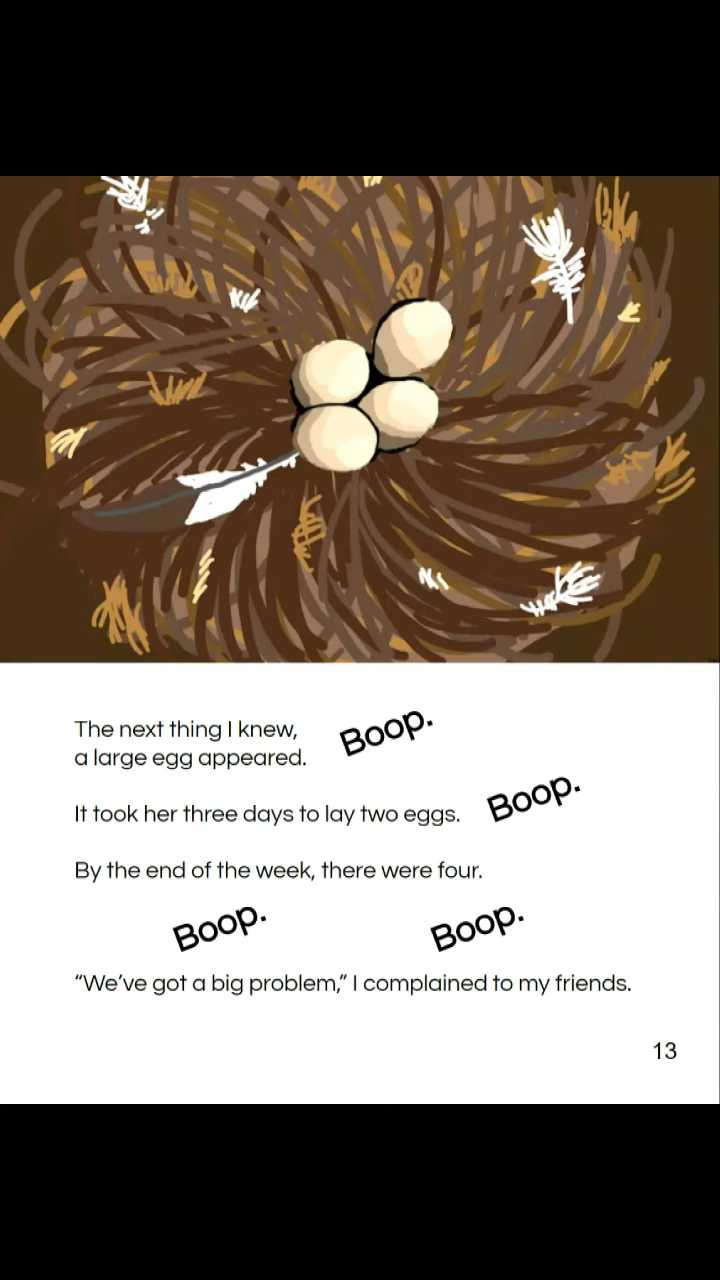 The next thing I knew,
a large egg appeared.
Boop.
It took her three days to lay two eggs.
Boop.
By the end of the week, there were four.
Boop.
Boop.
“We’ve got a big problem,” I complained to my friends.
13